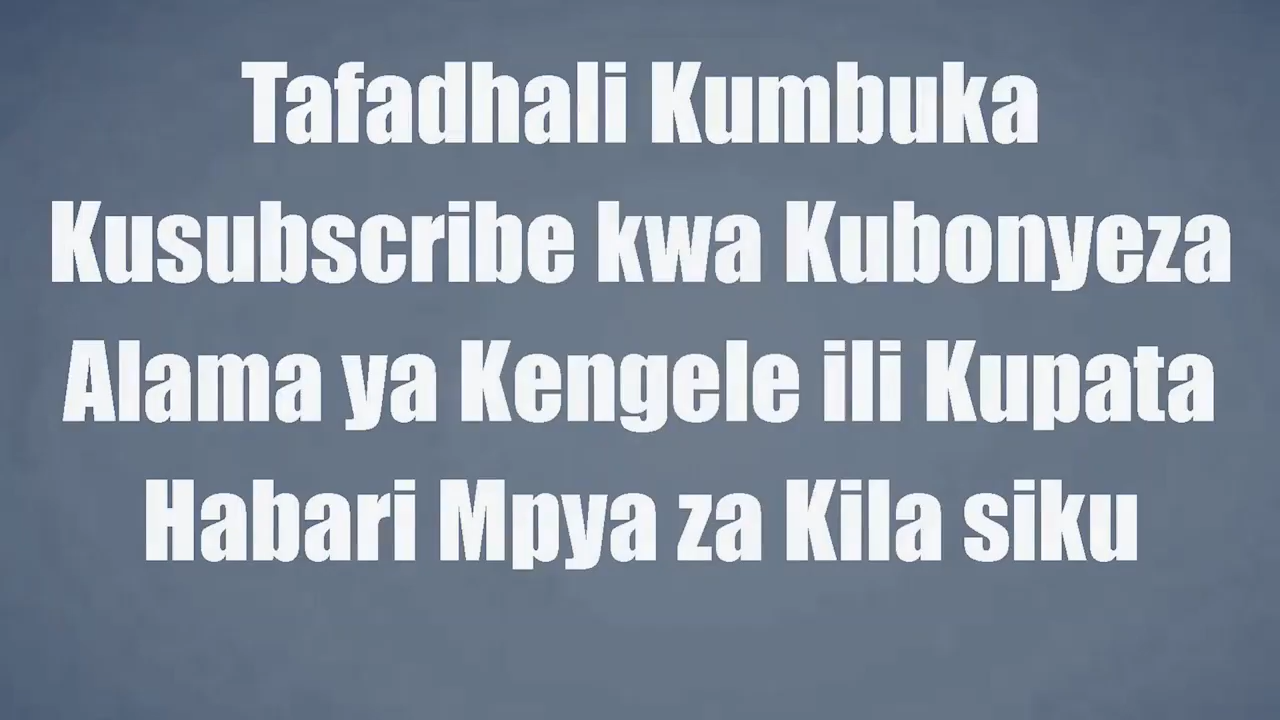 Tafadhali Kumbuka
Kusubscribe kwa Kubonyeza
Alama ya Kengele ili Kupata
Habari Mpya za Kila siku